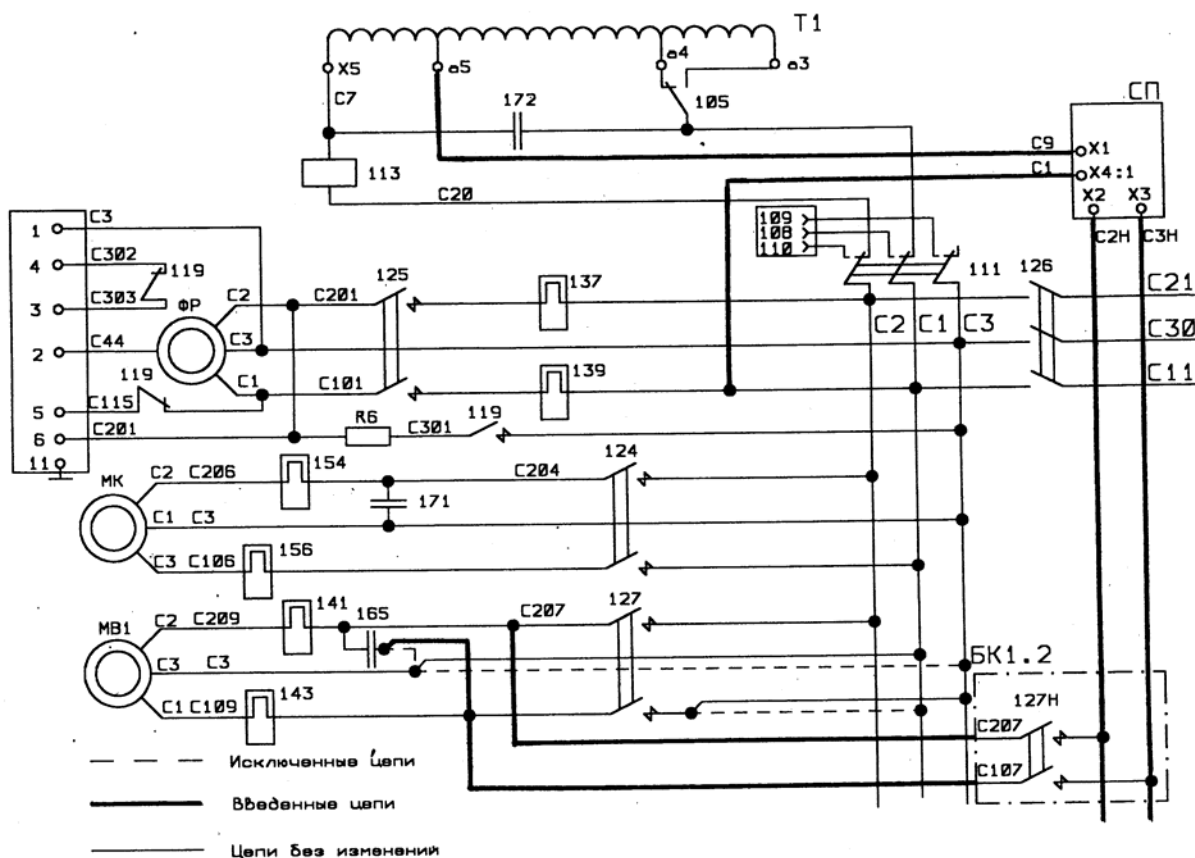 T1
X5
a5
a4
a3
C7
172
105
СП
C9
X1
C1
X4:1
113
C20
X2
X3
C2H
C3H
109
108
110
111
1
C3
4
C302
119
3
C303
ФР
C2
C201
125
137
126
C21
C2
C1
C3
C30
2
C44
C3
C1
C101
139
C11
119
5
C115
6
C201
R6
C301
119
11
МК
C2
C206
154
C204
124
171
C1
C3
C3
C106
156
МВ1
C2
C209
141
165
C207
127
C3
C3
БК1.2
C1
C109
143
127H
C207
C107
Исключенные цепи
Введенные цепи
Цепи без изменений